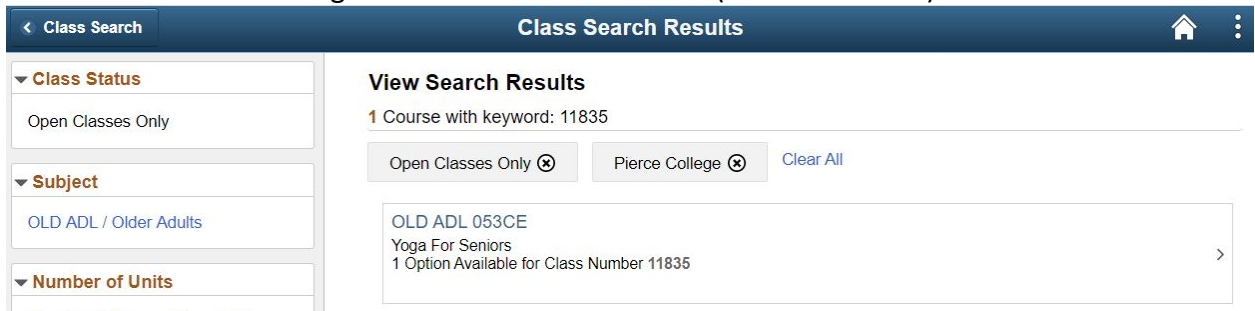 Class Search
Class Search Results
Class Status
Open Classes Only
Subject
OLD ADL / Older Adults
Number of Units
View Search Results
1 Course with keyword: 11835
Open Classes Only
Pierce College
Clear All
OLD ADL 053CE
Yoga For Seniors
1 Option Available for Class Number 11835